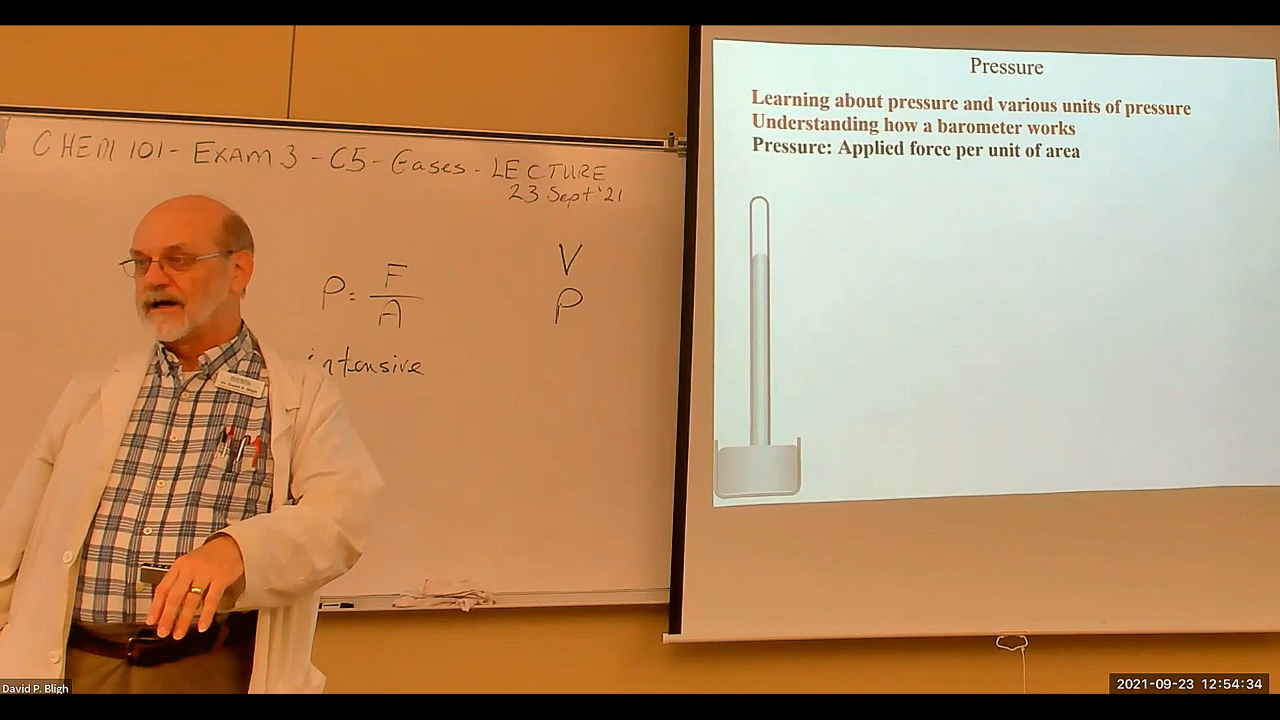 CHEM 101 - EXAM 3 - C5 - Gases - LECTURE
23 Sept '21
P = F
A
intensive
V
P
Pressure
Learning about pressure and various units of pressure
Understanding how a barometer works
Pressure: Applied force per unit of area
David P. Bligh
2021-09-23 12:54:34